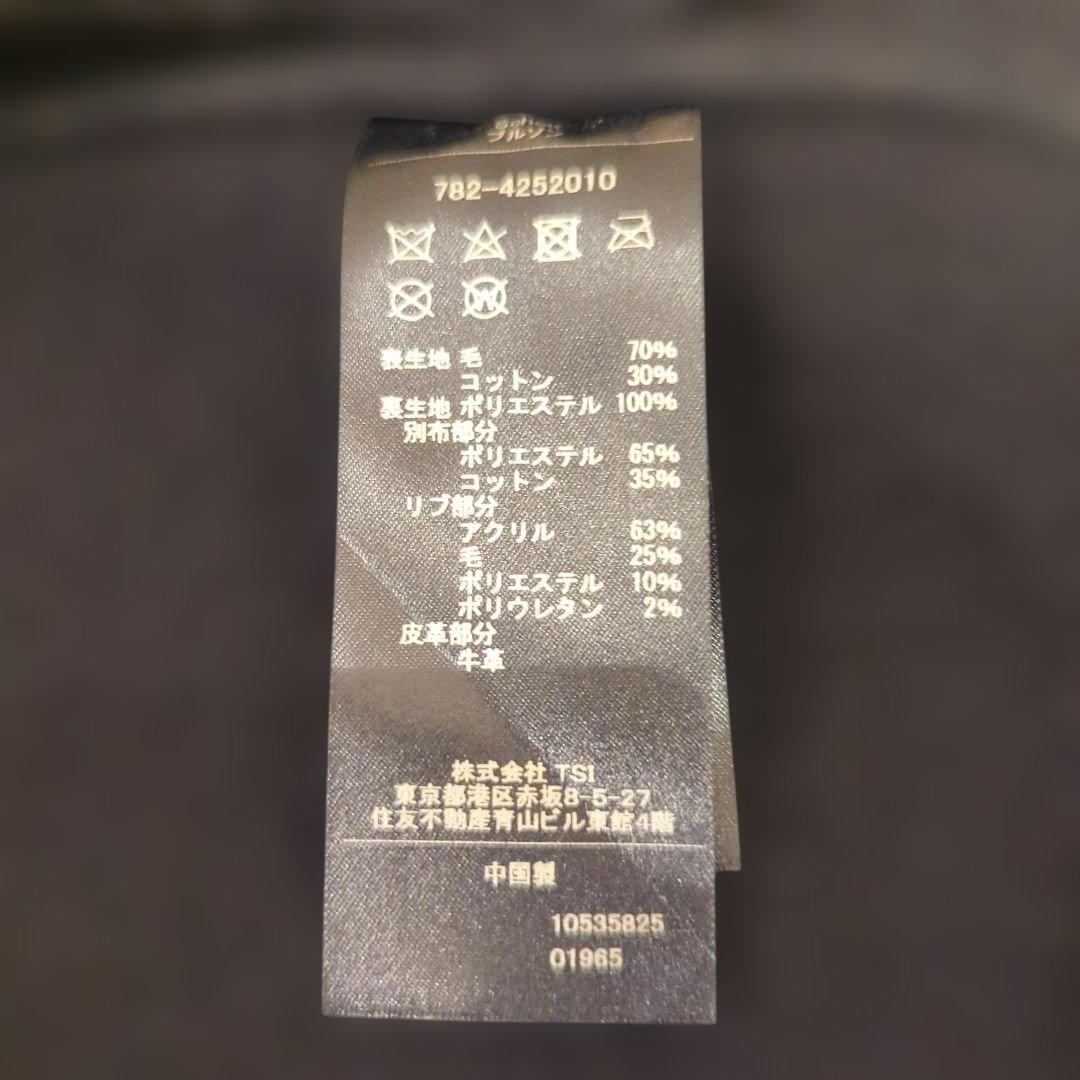 ブルゾン
782-4252010
W
表生地 毛 70%
コットン 30%
裏生地 ポリエステル 100%
別布部分
ポリエステル 65%
コットン 35%
リブ部分
アクリル 63%
毛 25%
ポリエステル 10%
ポリウレタン 2%
皮革部分
牛革
株式会社 TSI
東京都港区赤坂8-5-27
住友不動産青山ビル東館4階
中国製
10535825
01965